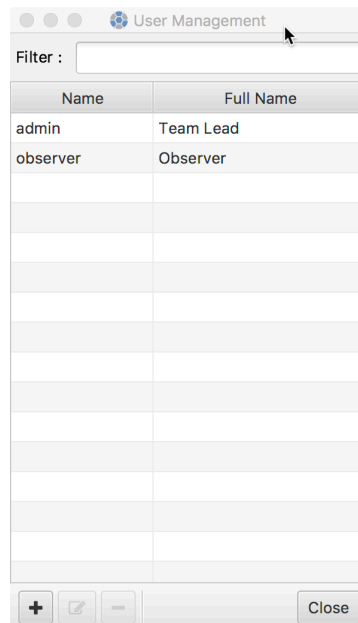 User Management
Filter :
Name Full Name
admin Team Lead
observer Observer
Close